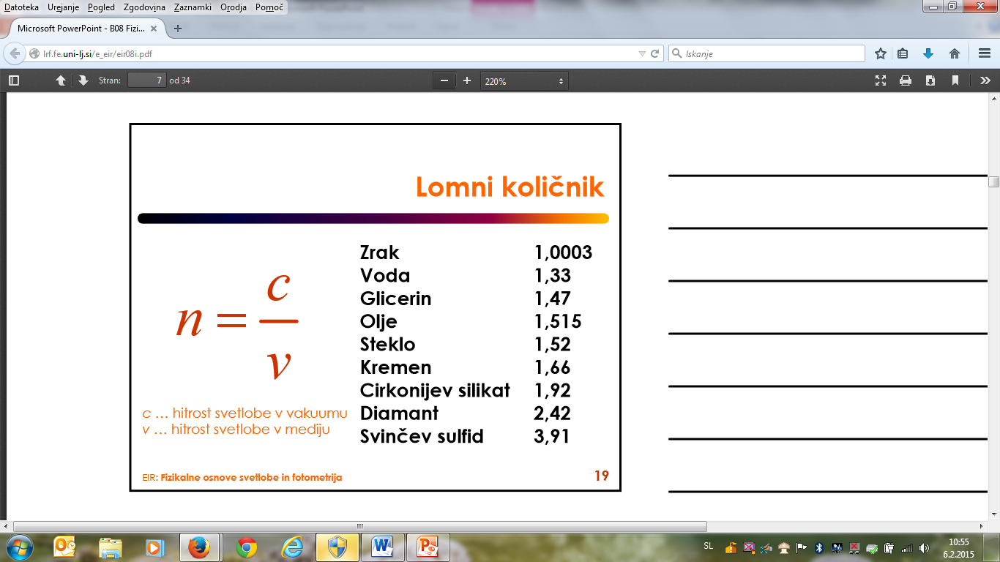 Datoteka Urejanje Pogled Zgodovina Zaznamki Orodja Pomoč
Microsoft PowerPoint - B08 Fizi...
lrf.fe.uni-lj.si/e_eir/eir08i.pdf
Iskanje
Stran: 7 od 34
220%
Lomni količnik
n = c / v
c … hitrost svetlobe v vakuumu
v … hitrost svetlobe v mediju
Zrak 1,0003
Voda 1,33
Glicerin 1,47
Olje 1,515
Steklo 1,52
Kremen 1,66
Cirkonijev silikat 1,92
Diamant 2,42
Svinčev sulfid 3,91
EIR: Fizikalne osnove svetlobe in fotometrija
19
SL
10:55
6.2.2015